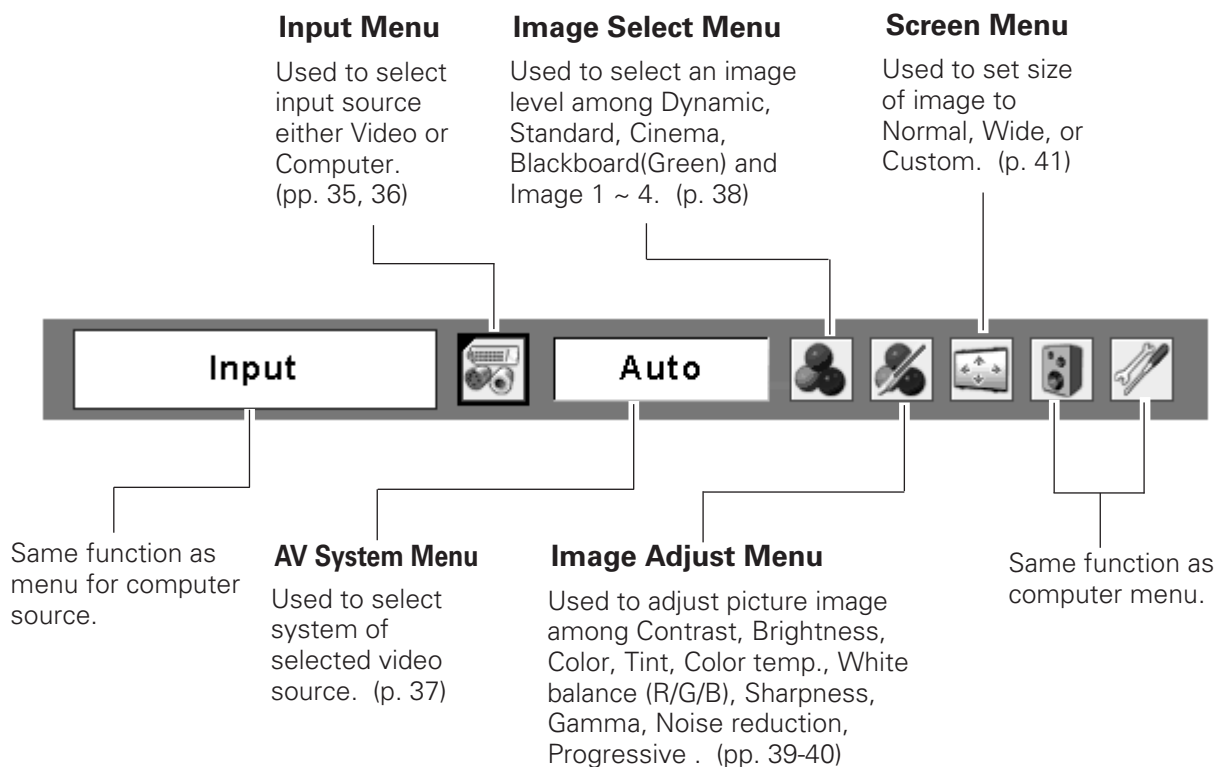 Input Menu
Used to select
input source
either Video or
Computer.
(pp. 35, 36)
Image Select Menu
Used to select an image
level among Dynamic,
Standard, Cinema,
Blackboard(Green) and
Image 1 ~ 4.  (p. 38)
Screen Menu
Used to set size
of image to
Normal, Wide, or
Custom.  (p. 41)
Input
Auto
Same function as
menu for computer
source.
AV System Menu
Used to select
system of
selected video
source.  (p. 37)
Image Adjust Menu
Used to adjust picture image
among Contrast, Brightness,
Color, Tint, Color temp., White
balance (R/G/B), Sharpness,
Gamma, Noise reduction,
Progressive .  (pp. 39-40)
Same function as
computer menu.